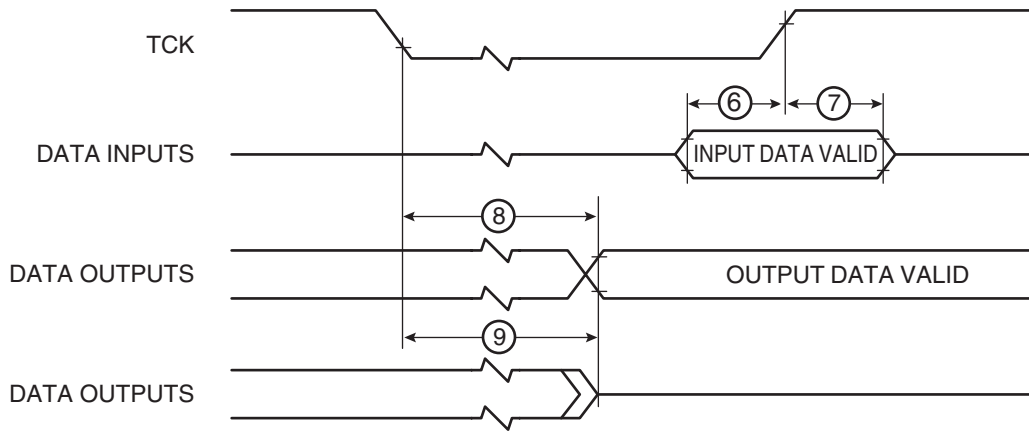 TCK
6
7
DATA INPUTS
INPUT DATA VALID
8
DATA OUTPUTS
OUTPUT DATA VALID
9
DATA OUTPUTS